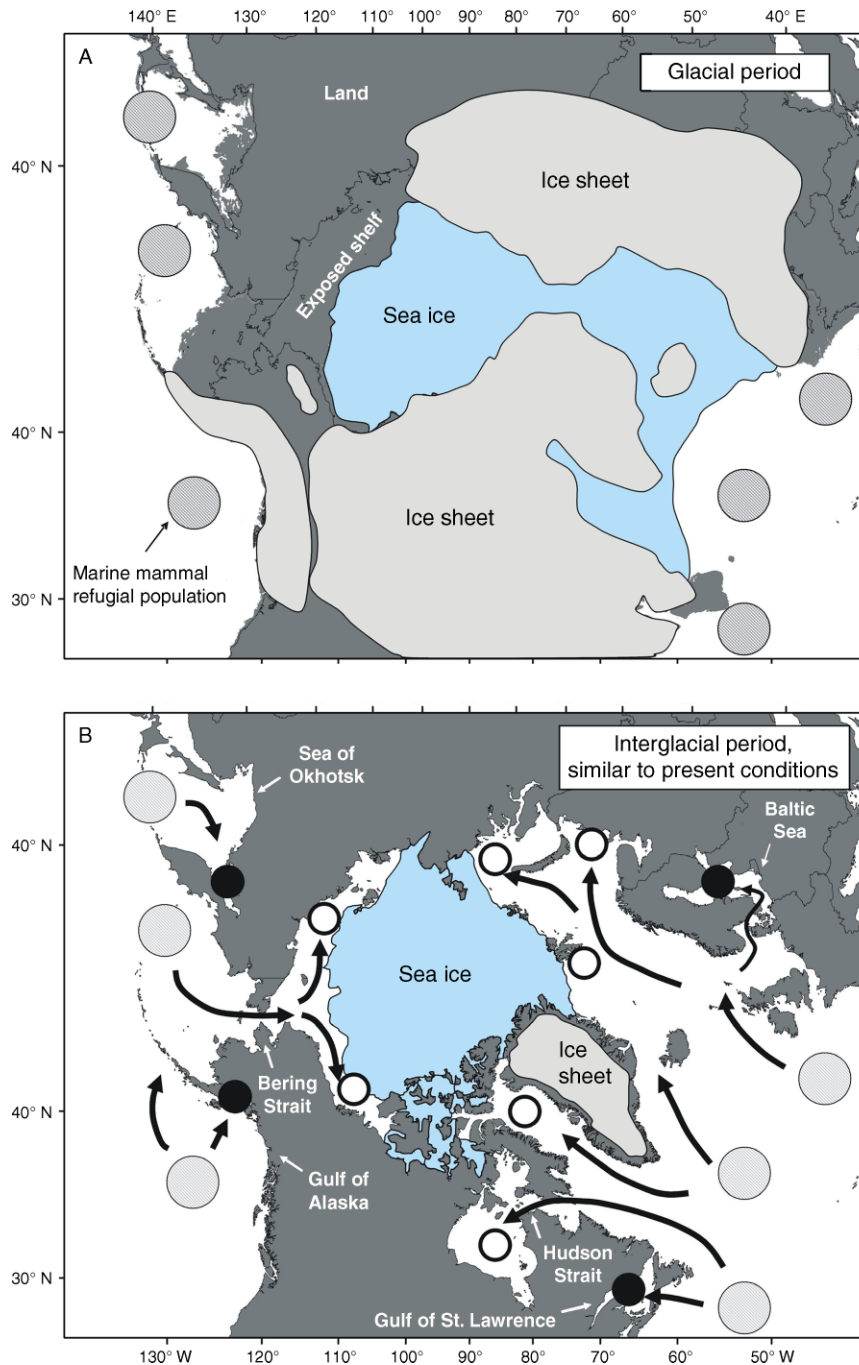 140° E
130°
120°
110°
100°
90°
80°
70°
60°
50°
40° E
A
Glacial period
Land
40° N
Ice sheet
Exposed shelf
Sea ice
40° N
Ice sheet
Marine mammal
refugial population
30° N
B
Interglacial period,
similar to present conditions
Sea of
Okhotsk
Baltic
Sea
40° N
Sea ice
Ice
sheet
Bering
Strait
40° N
Gulf of
Alaska
Hudson
Strait
30° N
Gulf of St. Lawrence
130° W
120°
110°
100°
90°
80°
70°
60°
50° W